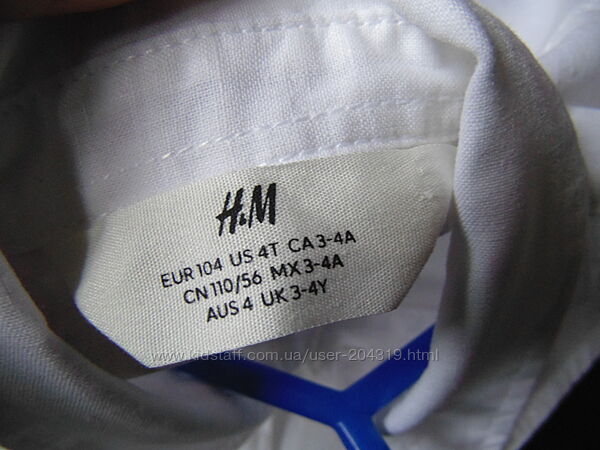 H&M
EUR 104 US 4T CA 3-4A
CN 110/56 MX 3-4A
AUS 4 UK 3-4Y
www.kidstaff.com.ua/user-204319.html